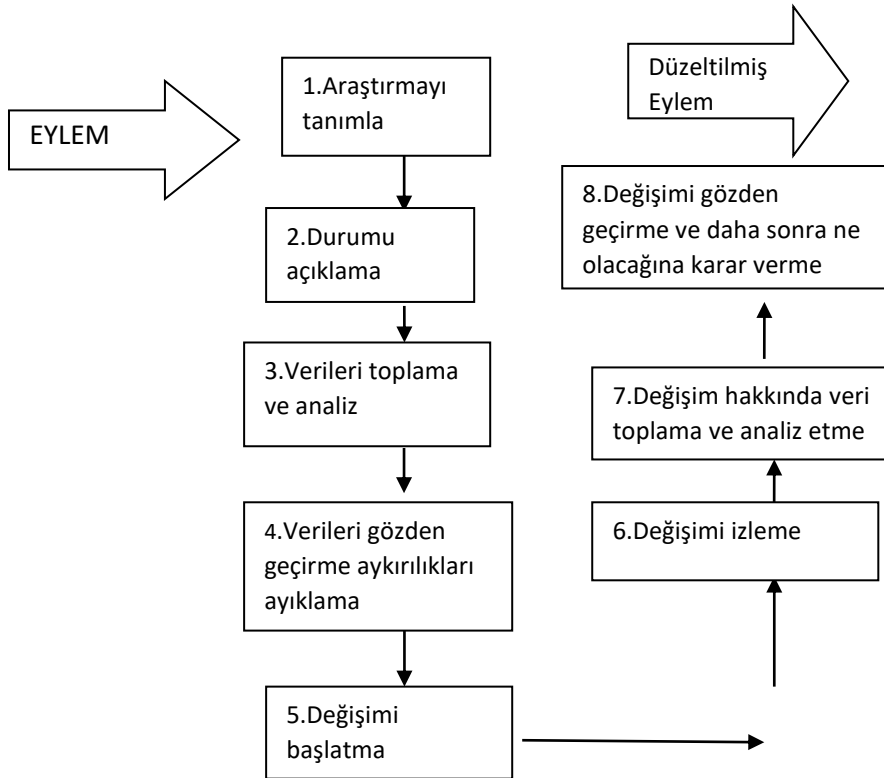 EYLEM
1.Araştırmayı
tanımla
2.Durumu
açıklama
3.Verileri toplama
ve analiz
4.Verileri gözden
geçirme aykırılıkları
ayıklama
5.Değişimi
başlatma
6.Değişimi izleme
7.Değişim hakkında veri
toplama ve analiz etme
8.Değişimi gözden
geçirme ve daha sonra ne
olacağına karar verme
Düzeltilmiş
Eylem